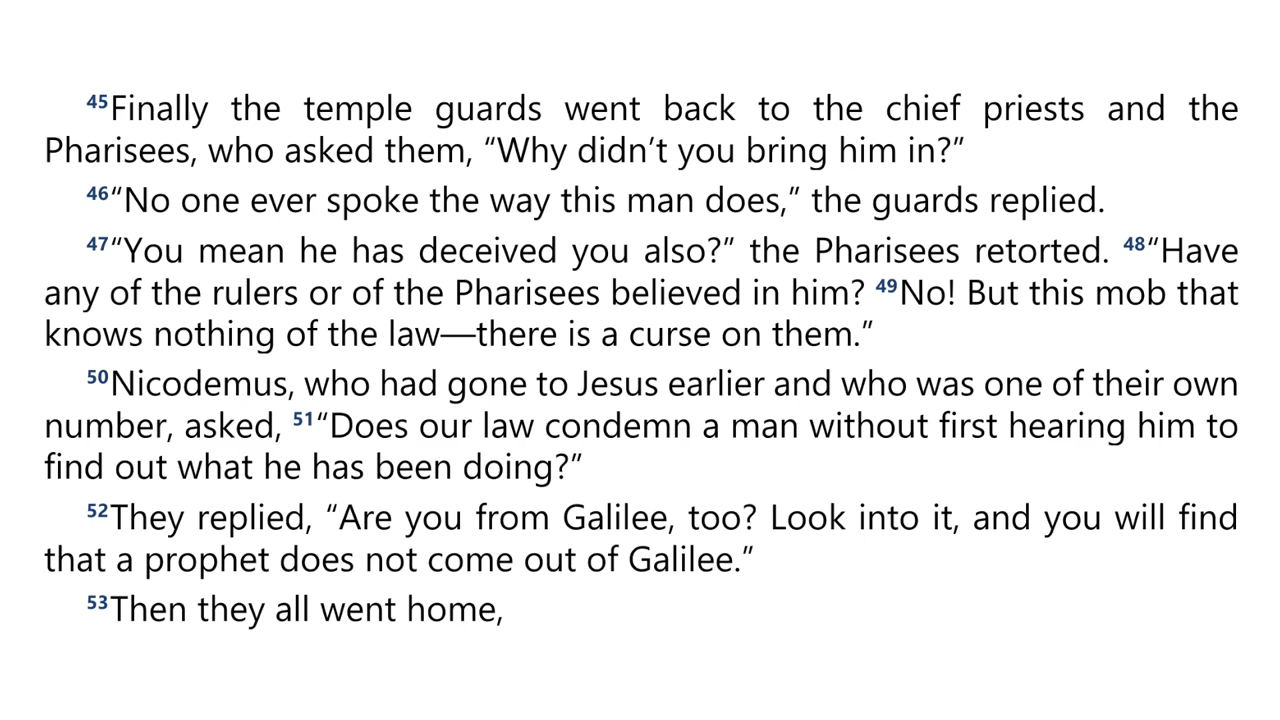 45Finally the temple guards went back to the chief priests and the
Pharisees, who asked them, “Why didn’t you bring him in?”
46“No one ever spoke the way this man does,” the guards replied.
47“You mean he has deceived you also?” the Pharisees retorted. 48“Have
any of the rulers or of the Pharisees believed in him? 49No! But this mob that
knows nothing of the law—there is a curse on them.”
50Nicodemus, who had gone to Jesus earlier and who was one of their own
number, asked, 51“Does our law condemn a man without first hearing him to
find out what he has been doing?”
52They replied, “Are you from Galilee, too? Look into it, and you will find
that a prophet does not come out of Galilee.”
53Then they all went home,